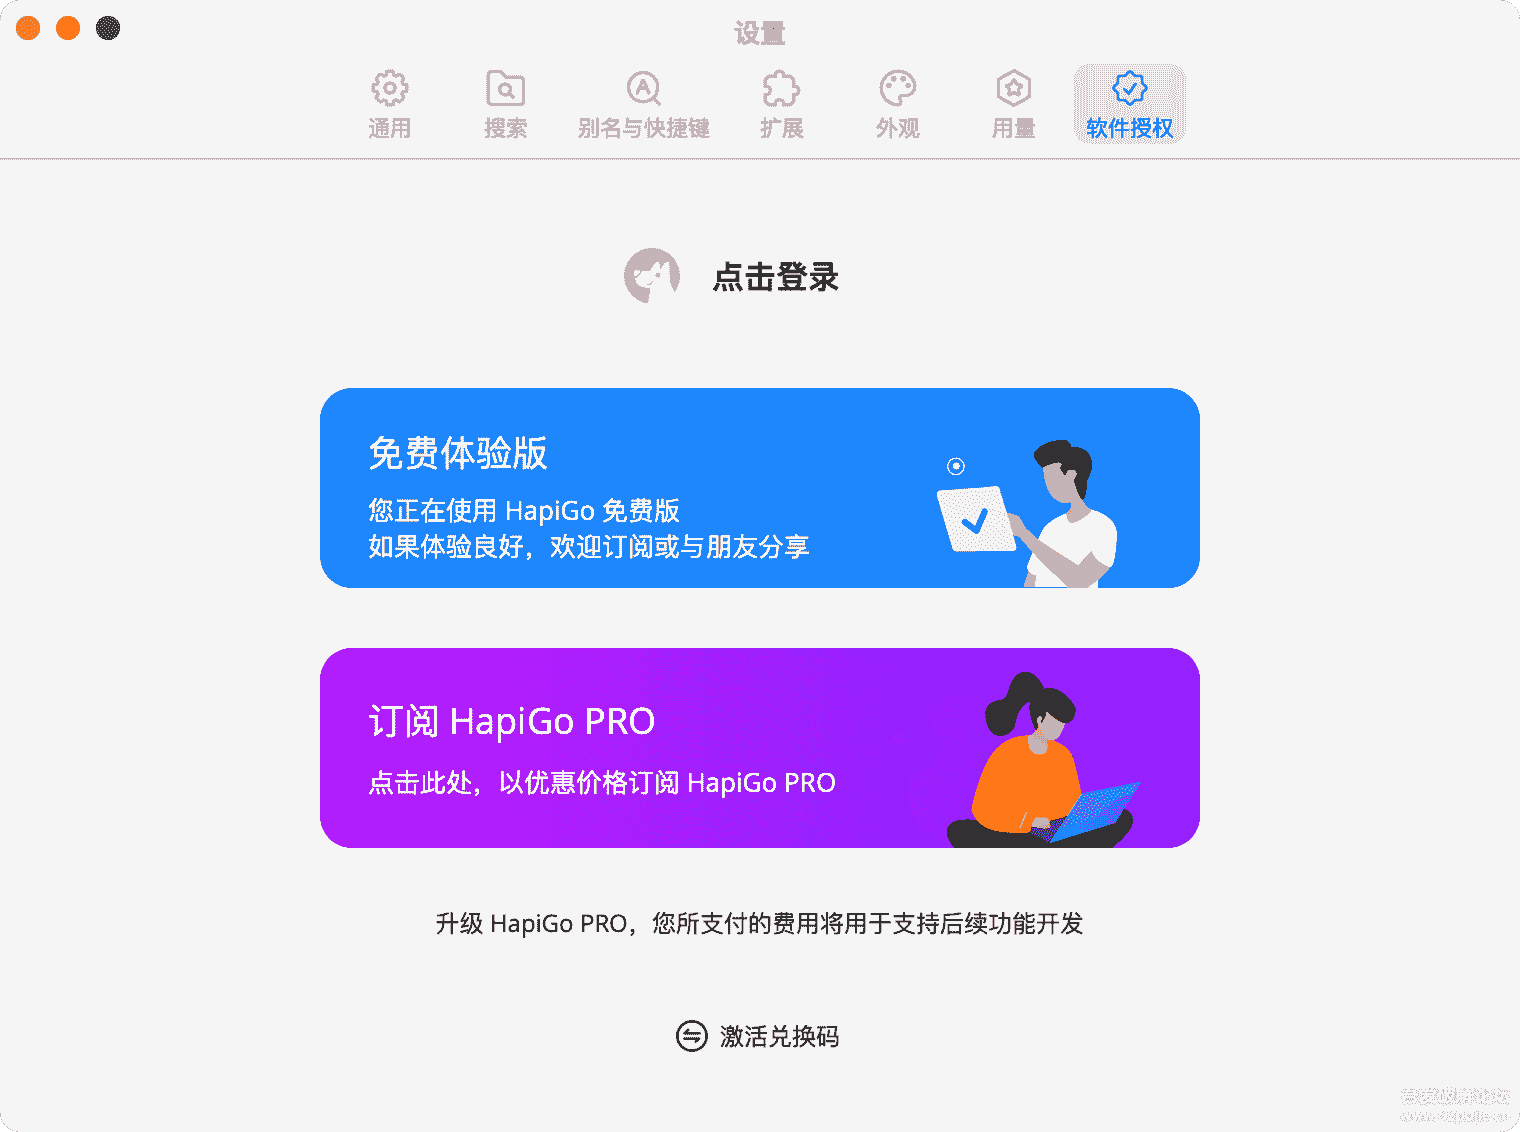 设置
通用
搜索
别名与快捷键
扩展
外观
用量
软件授权
点击登录
免费体验版
您正在使用 HapiGo 免费版
如果体验良好，欢迎订阅或与朋友分享
订阅 HapiGo PRO
点击此处，以优惠价格订阅 HapiGo PRO
升级 HapiGo PRO，您所支付的费用将用于支持后续功能开发
激活兑换码